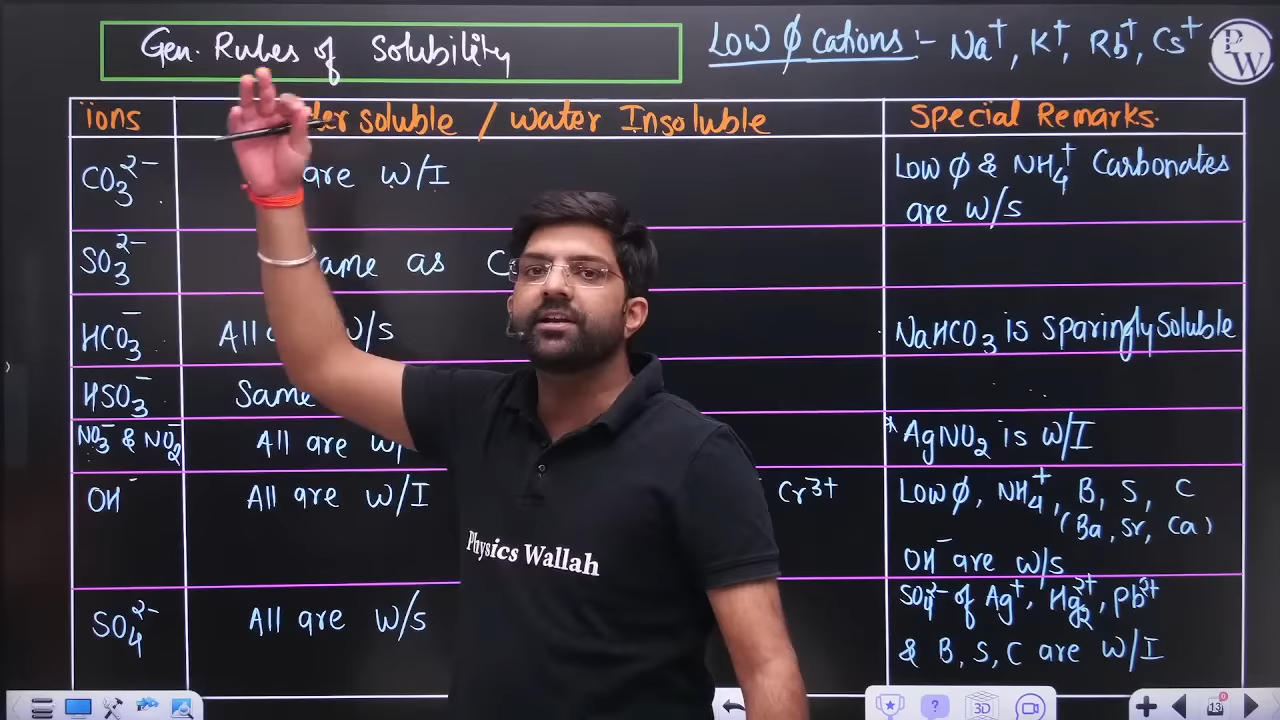 Gen. Rules of Solubility
Low ϕ cations :- Na⁺, K⁺, Rb⁺, Cs⁺
PW
ions
soluble / water Insoluble
Special Remarks.
CO₃²⁻
are W/I
Low ϕ & NH₄⁺ Carbonates
are W/S
SO₃²⁻
as
HCO₃⁻
All W/S
NaHCO₃ is Sparingly Soluble
HSO₃⁻
Same
NO₃⁻ & NO₂⁻
All are
* AgNO₂ is W/I
OH⁻
All are W/I
Cr³⁺
Low ϕ, NH₄⁺, B, S, C
(Ba, Sr, Ca)
OH⁻ are W/S
SO₄²⁻
All are W/S
SO₄²⁻ of Ag⁺, Hg₂²⁺, Pb²⁺
& B, S, C are W/I
Physics Wallah
3D
13